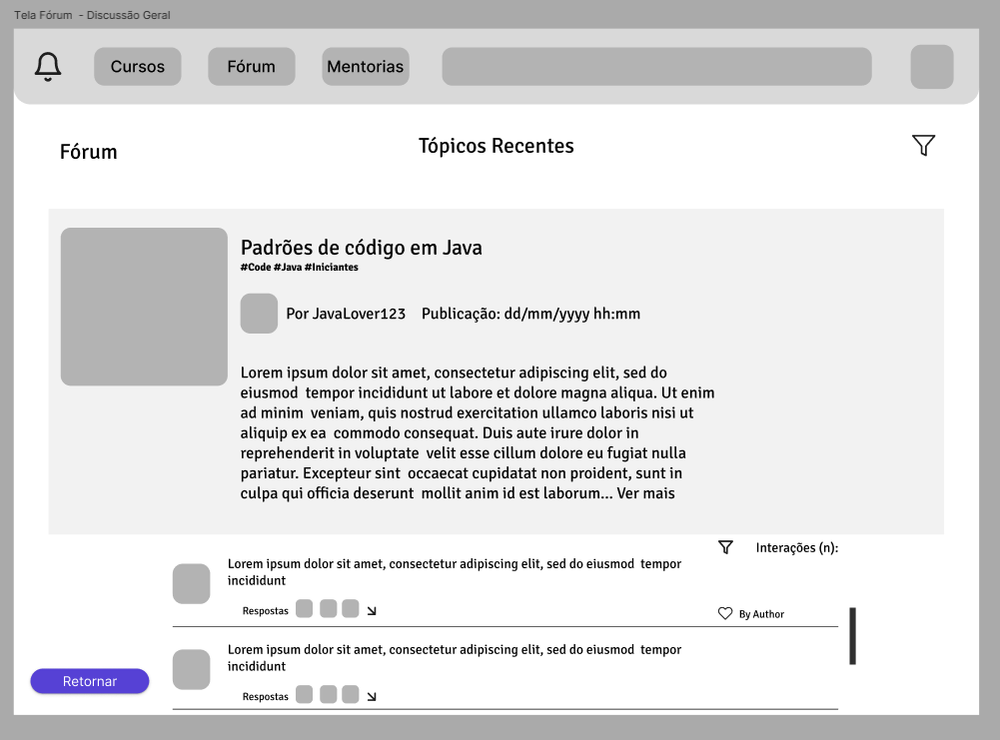 Tela Fórum - Discussão Geral
Cursos
Fórum
Mentorias
Fórum
Tópicos Recentes
Padrões de código em Java
#Code #Java #Iniciantes
Por JavaLover123
Publicação: dd/mm/yyyy hh:mm
Lorem ipsum dolor sit amet, consectetur adipiscing elit, sed do
eiusmod tempor incididunt ut labore et dolore magna aliqua. Ut enim
ad minim veniam, quis nostrud exercitation ullamco laboris nisi ut
aliquip ex ea commodo consequat. Duis aute irure dolor in
reprehenderit in voluptate velit esse cillum dolore eu fugiat nulla
pariatur. Excepteur sint occaecat cupidatat non proident, sunt in
culpa qui officia deserunt mollit anim id est laborum... Ver mais
Interações (n):
Lorem ipsum dolor sit amet, consectetur adipiscing elit, sed do eiusmod tempor
incididunt
Respostas
By Author
Lorem ipsum dolor sit amet, consectetur adipiscing elit, sed do eiusmod tempor
incididunt
Respostas
Retornar